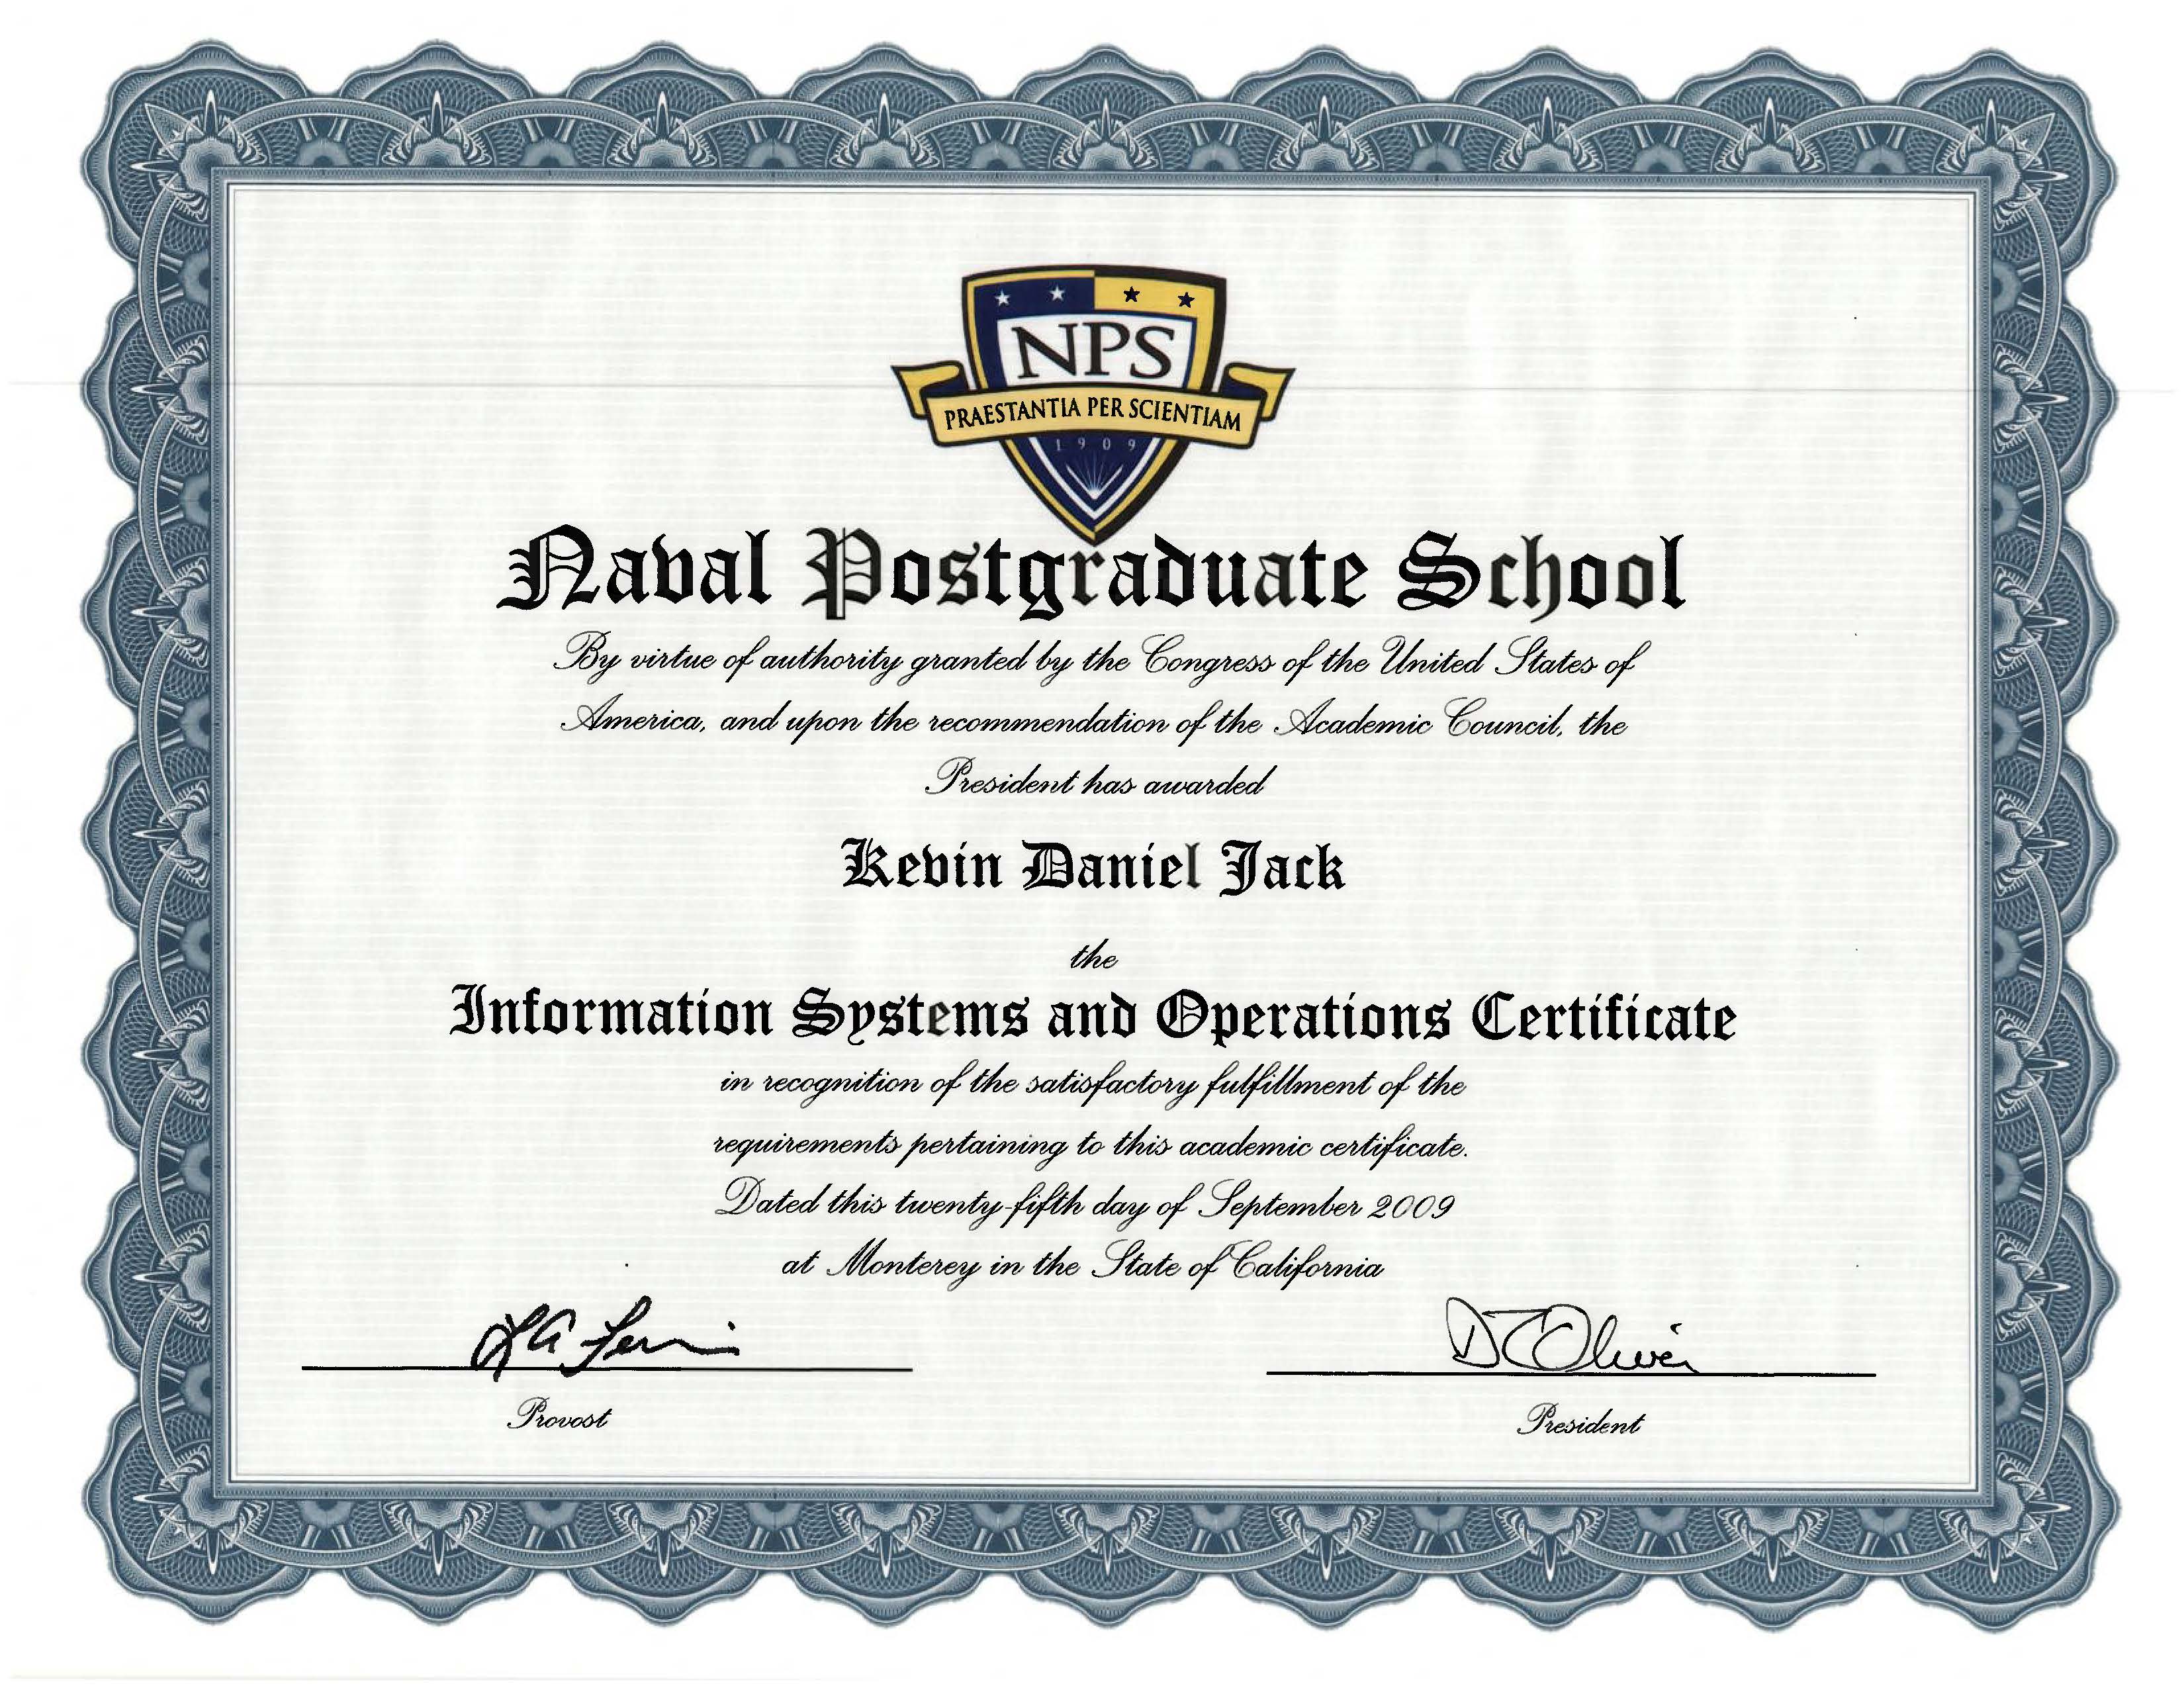 NPS
PRAESTANTIA PER SCIENTIAM
1909
Naval Postgraduate School
By virtue of authority granted by the Congress of the United States of
America, and upon the recommendation of the Academic Council, the
President has awarded
Kevin Daniel Jack
the
Information Systems and Operations Certificate
in recognition of the satisfactory fulfillment of the
requirements pertaining to this academic certificate.
Dated this twenty-fifth day of September 2009
at Monterey in the State of California
Provost
President